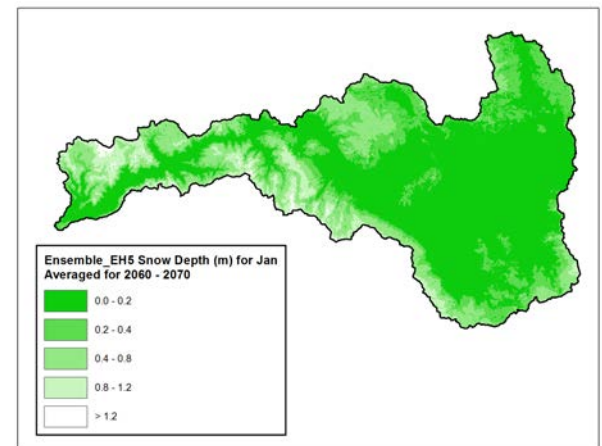 Ensemble_EH5 Snow Depth (m) for Jan
Averaged for 2060 - 2070
0.0 - 0.2
0.2 - 0.4
0.4 - 0.8
0.8 - 1.2
> 1.2